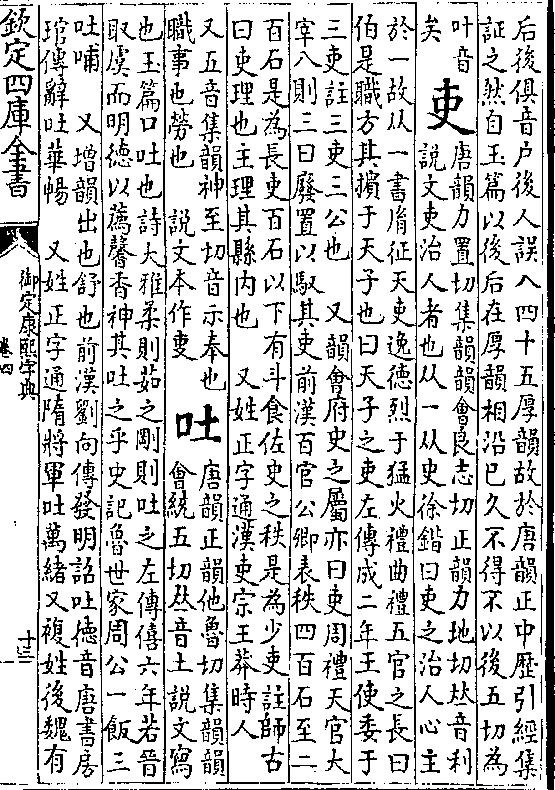 后後俱音户後人誤入四十五厚韻故於唐韻正中歴引經集
証之然自玉篇以後后在厚韻相沿已久不得不以後五切為
叶音
矣
吏
唐韻力置切集韻韻會良志切正韻力地切𠀤音利
說文吏治人者也从一从史徐鍇曰吏之治人心主
於一故从一書胤征天吏逸德烈于猛火禮曲禮五官之長曰
伯是職方其擯于天子也曰天子之吏左傳成二年王使委于
三吏註三吏三公也 又韻會府史之屬亦曰吏周禮天官大
宰八則三曰廢置以馭其吏前漢百官公卿表秩四百石至二
百石是為長吏百石以下有斗食佐史之秩是為少吏 註師古
曰吏理也主理其縣内也 又姓正字通漢吏宗王莽時人
又五音集韻神至切音示奉也
職事也勞也 說文本作㕝
吐
唐韻正韻他魯切集韻韻
會統五切𠀤音土 說文寫
也玉篇口吐也詩大雅柔則茹之剛則吐之左傳僖六年若晉
取虞而明德以薦馨香神其吐之乎史記魯世家周公一飯三
吐哺 又增韻出也舒也前漢劉向傳發明詔吐德音唐書房
琯傳辭吐華暢 又姓正字通隋將軍吐萬緒又複姓後魏有
欽定四庫全書
御定康熙字典
卷四
十三